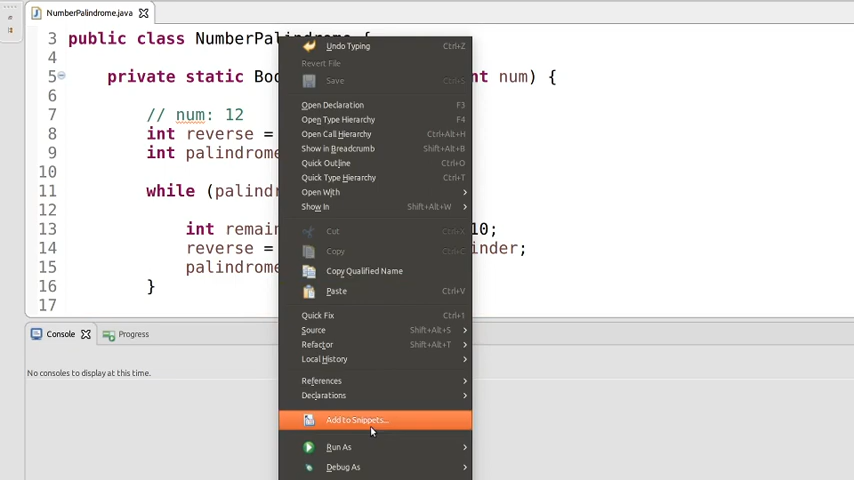 NumberPalindrome.java
3 public class NumberPalindrome {
4
5 private static Boo nt num) {
6
7 // num: 12
8 int reverse =
9 int palindrome
10
11 while (palind
12
13 int remai 10;
14 reverse = inder;
15 palindrome
16 }
17
Console
Progress
No consoles to display at this time.
Undo Typing Ctrl+Z
Revert File
Save Ctrl+S
Open Declaration F3
Open Type Hierarchy F4
Open Call Hierarchy Ctrl+Alt+H
Show in Breadcrumb Shift+Alt+B
Quick Outline Ctrl+O
Quick Type Hierarchy Ctrl+T
Open With
Show In Shift+Alt+W
Cut Ctrl+X
Copy Ctrl+C
Copy Qualified Name
Paste Ctrl+V
Quick Fix Ctrl+1
Source Shift+Alt+S
Refactor Shift+Alt+T
Local History
References
Declarations
Add to Snippets...
Run As
Debug As